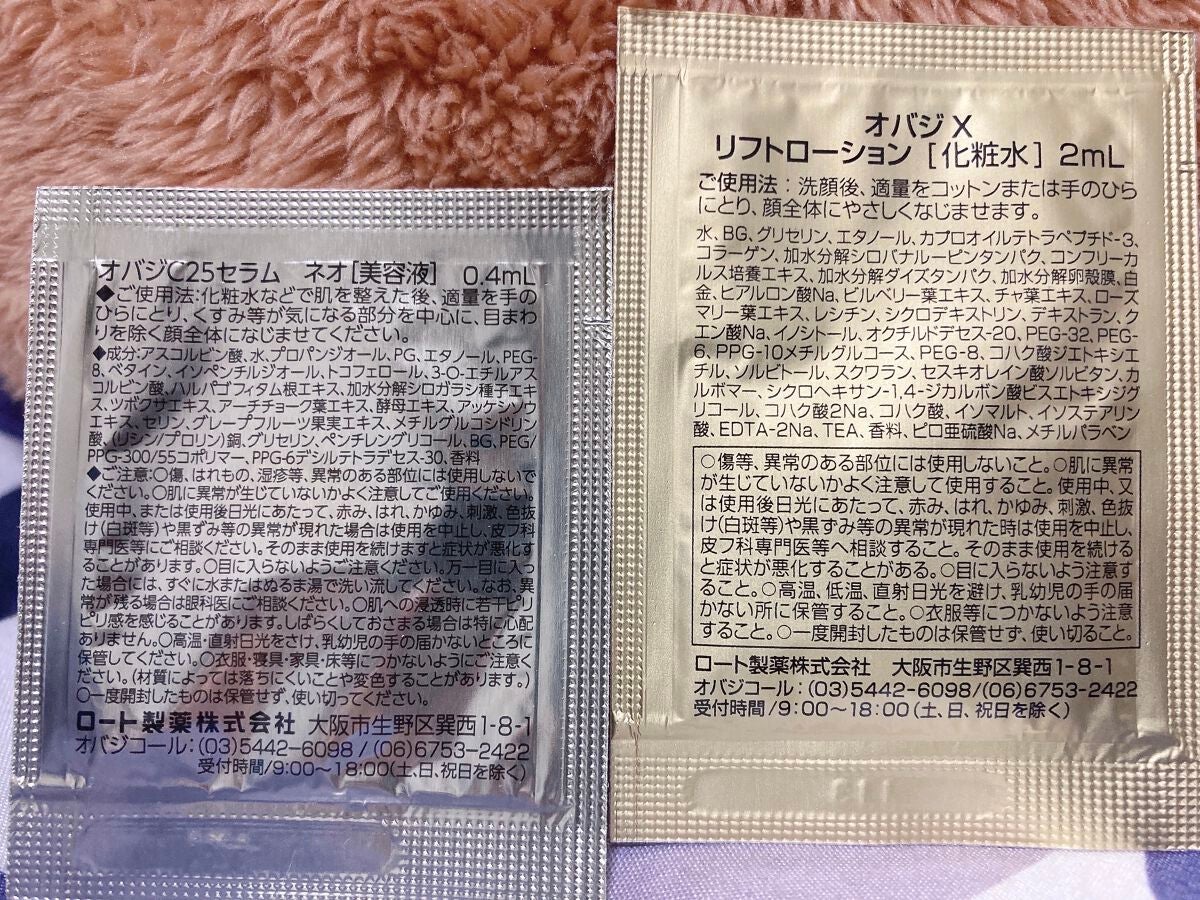 オバジC25セラム ネオ[美容液] 0.4mL
◆ご使用法:化粧水などで肌を整えた後、適量を手の
ひらにとり、くすみ等が気になる部分を中心に、目まわ
りを除く顔全体になじませてください。
◆成分:アスコルビン酸、水、プロパンジオール、PG、エタノール、PEG-
8、ベタイン、イソペンチルジオール、トコフェロール、3-O-エチルアス
コルビン酸、ハルパゴフィタム根エキス、加水分解シロガラシ種子エキ
ス、ツボクサエキス、アーチチョーク葉エキス、酵母エキス、アッケシソウ
エキス、セリン、グレープフルーツ果実エキス、メチルグルコシドリン
酸、(リシン/プロリン)銅、グリセリン、ペンチレングリコール、BG、PEG/
PPG-300/55コポリマー、PPG-6デシルテトラデセス-30、香料
◆ご注意:○傷、はれもの、湿疹等、異常のある部位には使用しないで
ください。○肌に異常が生じていないかよく注意してご使用ください。
使用中、または使用後日光にあたって、赤み、はれ、かゆみ、刺激、色抜
け(白斑等)や黒ずみ等の異常が現れた場合は使用を中止し、皮フ科
専門医等にご相談ください。そのまま使用を続けますと症状が悪化す
ることがあります。○目に入らないようご注意ください。万一目に入っ
た場合には、すぐに水またはぬるま湯で洗い流してください。なお、異
常が残る場合は眼科医にご相談ください。○肌への浸透時に若干ピリ
ピリ感を感じることがあります。しばらくしておさまる場合は特に心配
ありません。○高温・直射日光をさけ、乳幼児の手の届かないところに
保管してください。○衣服・寝具・家具・床等につかないようにご注意くだ
さい。(材質によっては落ちにくいことや変色することがあります。)
○一度開封したものは保管せず、使い切ってください。
ロート製薬株式会社 大阪市生野区巽西1-8-1
オバジコール:(03)5442-6098/(06)6753-2422
受付時間/9:00〜18:00(土、日、祝日を除く)
オバジX
リフトローション[化粧水] 2mL
ご使用法:洗顔後、適量をコットンまたは手のひら
にとり、顔全体にやさしくなじませます。
水、BG、グリセリン、エタノール、カプロオイルテトラペプチド-3、
コラーゲン、加水分解シロバナルーピンタンパク、コンフリーカ
ルス培養エキス、加水分解ダイズタンパク、加水分解卵殻膜、白
金、ヒアルロン酸Na、ビルベリー葉エキス、チャ葉エキス、ローズ
マリー葉エキス、レシチン、シクロデキストリン、デキストラン、ク
エン酸Na、イノシトール、オクチルドデセス-20、PEG-32、PEG-
6、PPG-10メチルグルコース、PEG-8、コハク酸ジエトキシエ
チル、ソルビトール、スクワラン、セスキオレイン酸ソルビタン、カ
ルボマー、シクロヘキサン-1,4-ジカルボン酸ビスエトキシジグ
リコール、コハク酸2Na、コハク酸、イソマルト、イソステアリン
酸、EDTA-2Na、TEA、香料、ピロ亜硫酸Na、メチルパラベン
○傷等、異常のある部位には使用しないこと。○肌に異常
が生じていないかよく注意して使用すること。使用中、又
は使用後日光にあたって、赤み、はれ、かゆみ、刺激、色抜
け(白斑等)や黒ずみ等の異常が現れた時は使用を中止し、
皮フ科専門医等へ相談すること。そのまま使用を続ける
と症状が悪化することがある。○目に入らないよう注意す
ること。○高温、低温、直射日光を避け、乳幼児の手の届
かない所に保管すること。○衣服等につかないよう注意
すること。○一度開封したものは保管せず、使い切ること。
ロート製薬株式会社 大阪市生野区巽西1-8-1
オバジコール:(03)5442-6098/(06)6753-2422
受付時間/9:00〜18:00(土、日、祝日を除く)